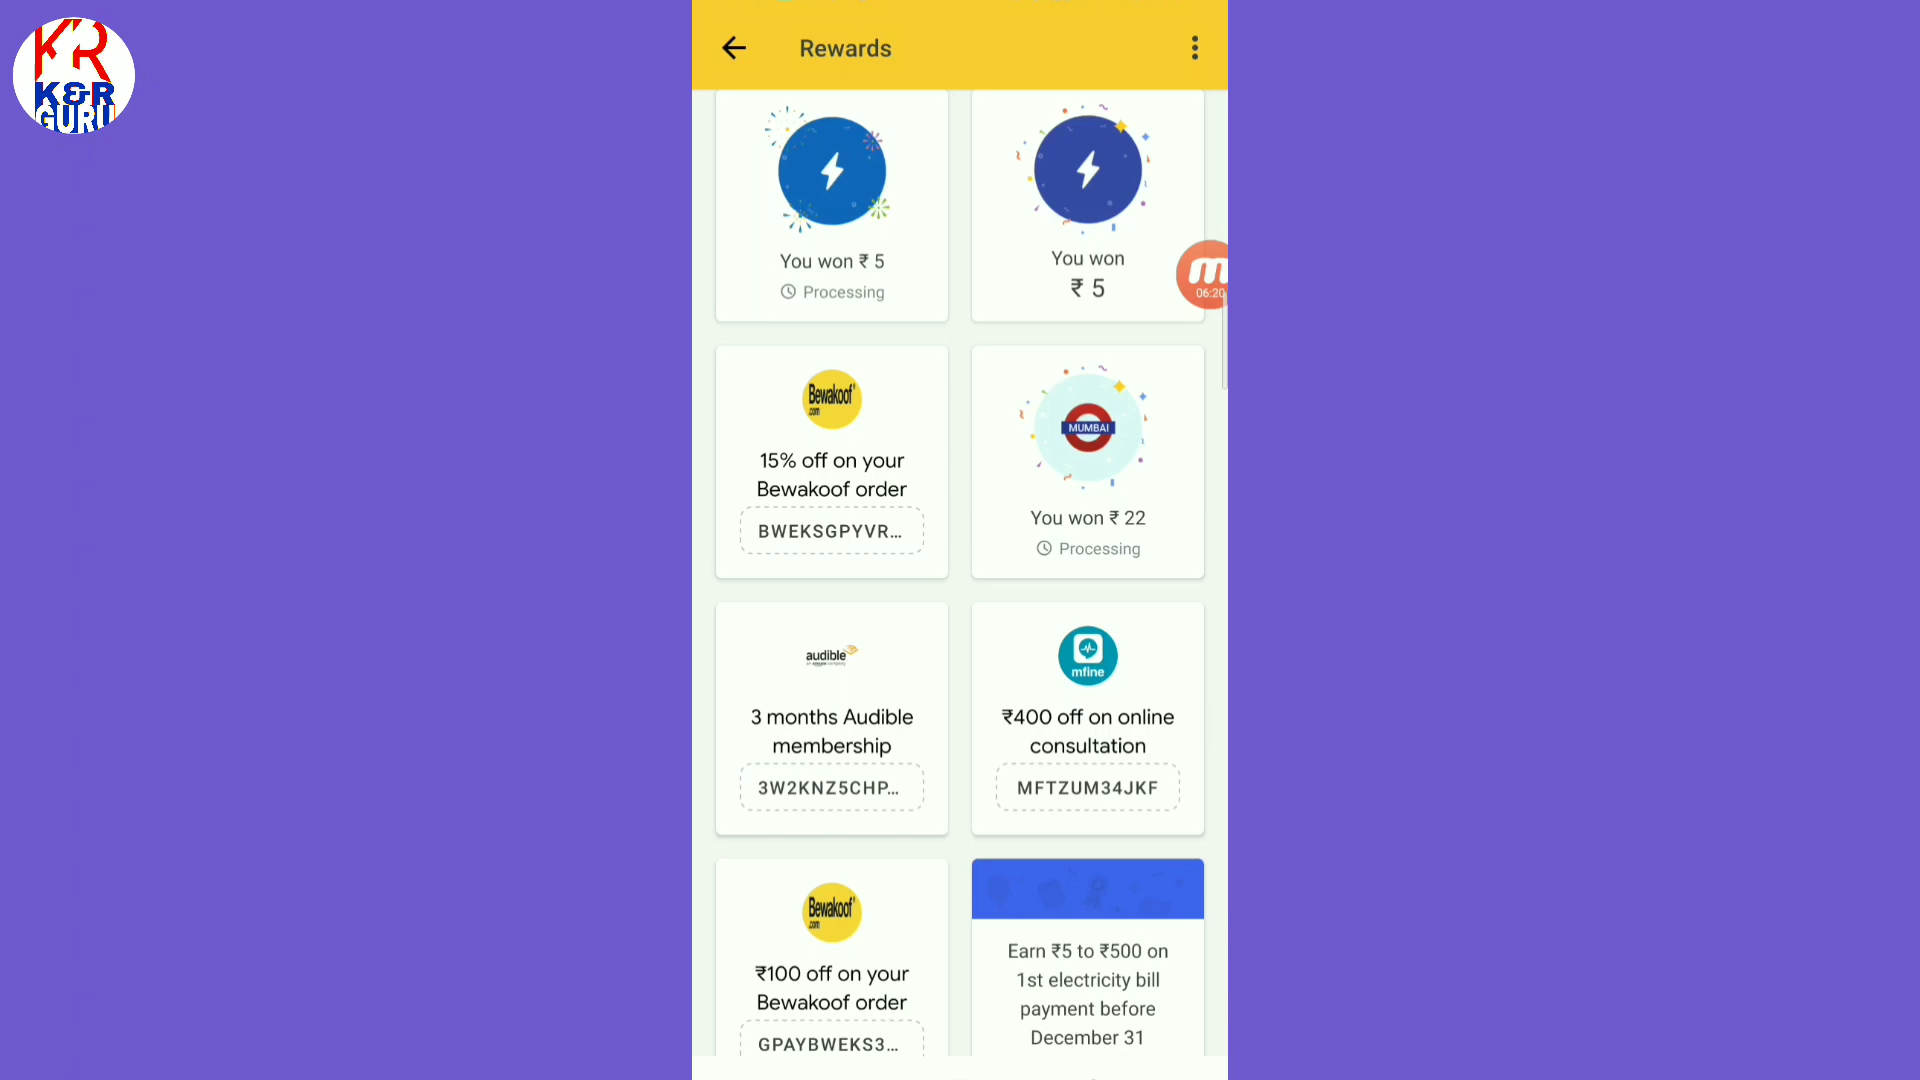 KR
K&R
GURU
Rewards
You won ₹ 5
Processing
You won
₹ 5
06:20
Bewakoof
.com
15% off on your
Bewakoof order
BWEKSGPYVR...
MUMBAI
You won ₹ 22
Processing
audible
3 months Audible
membership
3W2KNZ5CHP...
mfine
₹400 off on online
consultation
MFTZUM34JKF
Bewakoof
.com
₹100 off on your
Bewakoof order
GPAYBWEKS3...
Earn ₹5 to ₹500 on
1st electricity bill
payment before
December 31